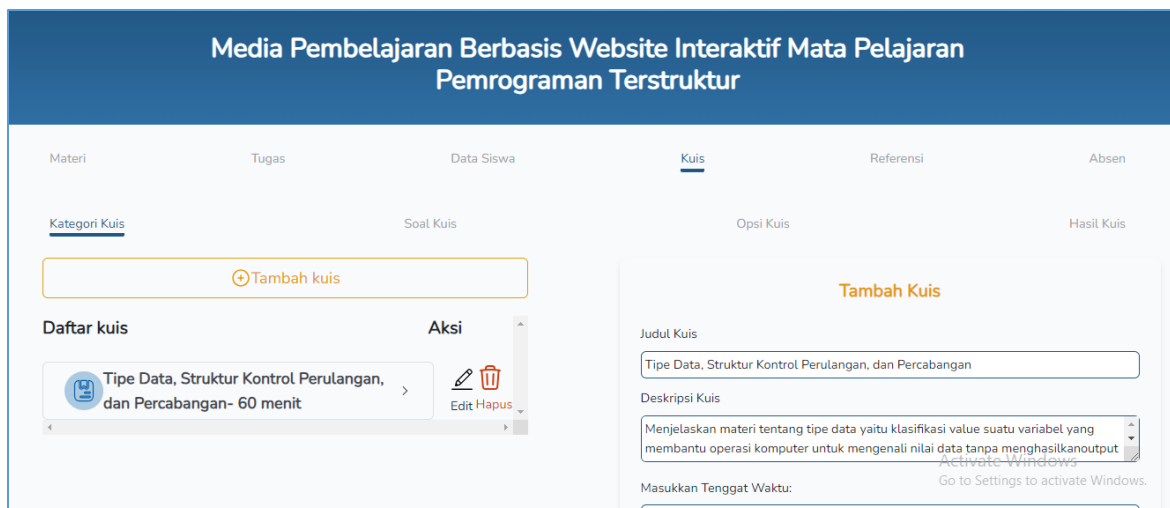 Media Pembelajaran Berbasis Website Interaktif Mata Pelajaran
Pemrograman Terstruktur
Materi
Tugas
Data Siswa
Kuis
Referensi
Absen
Kategori Kuis
Soal Kuis
Opsi Kuis
Hasil Kuis
Tambah kuis
Daftar kuis
Aksi
Tipe Data, Struktur Kontrol Perulangan,
dan Percabangan- 60 menit
Edit
Hapus
Tambah Kuis
Judul Kuis
Tipe Data, Struktur Kontrol Perulangan, dan Percabangan
Deskripsi Kuis
Menjelaskan materi tentang tipe data yaitu klasifikasi value suatu variabel yang
membantu operasi komputer untuk mengenali nilai data tanpa menghasilkanoutput
Masukkan Tenggat Waktu:
Activate Windows
Go to Settings to activate Windows.